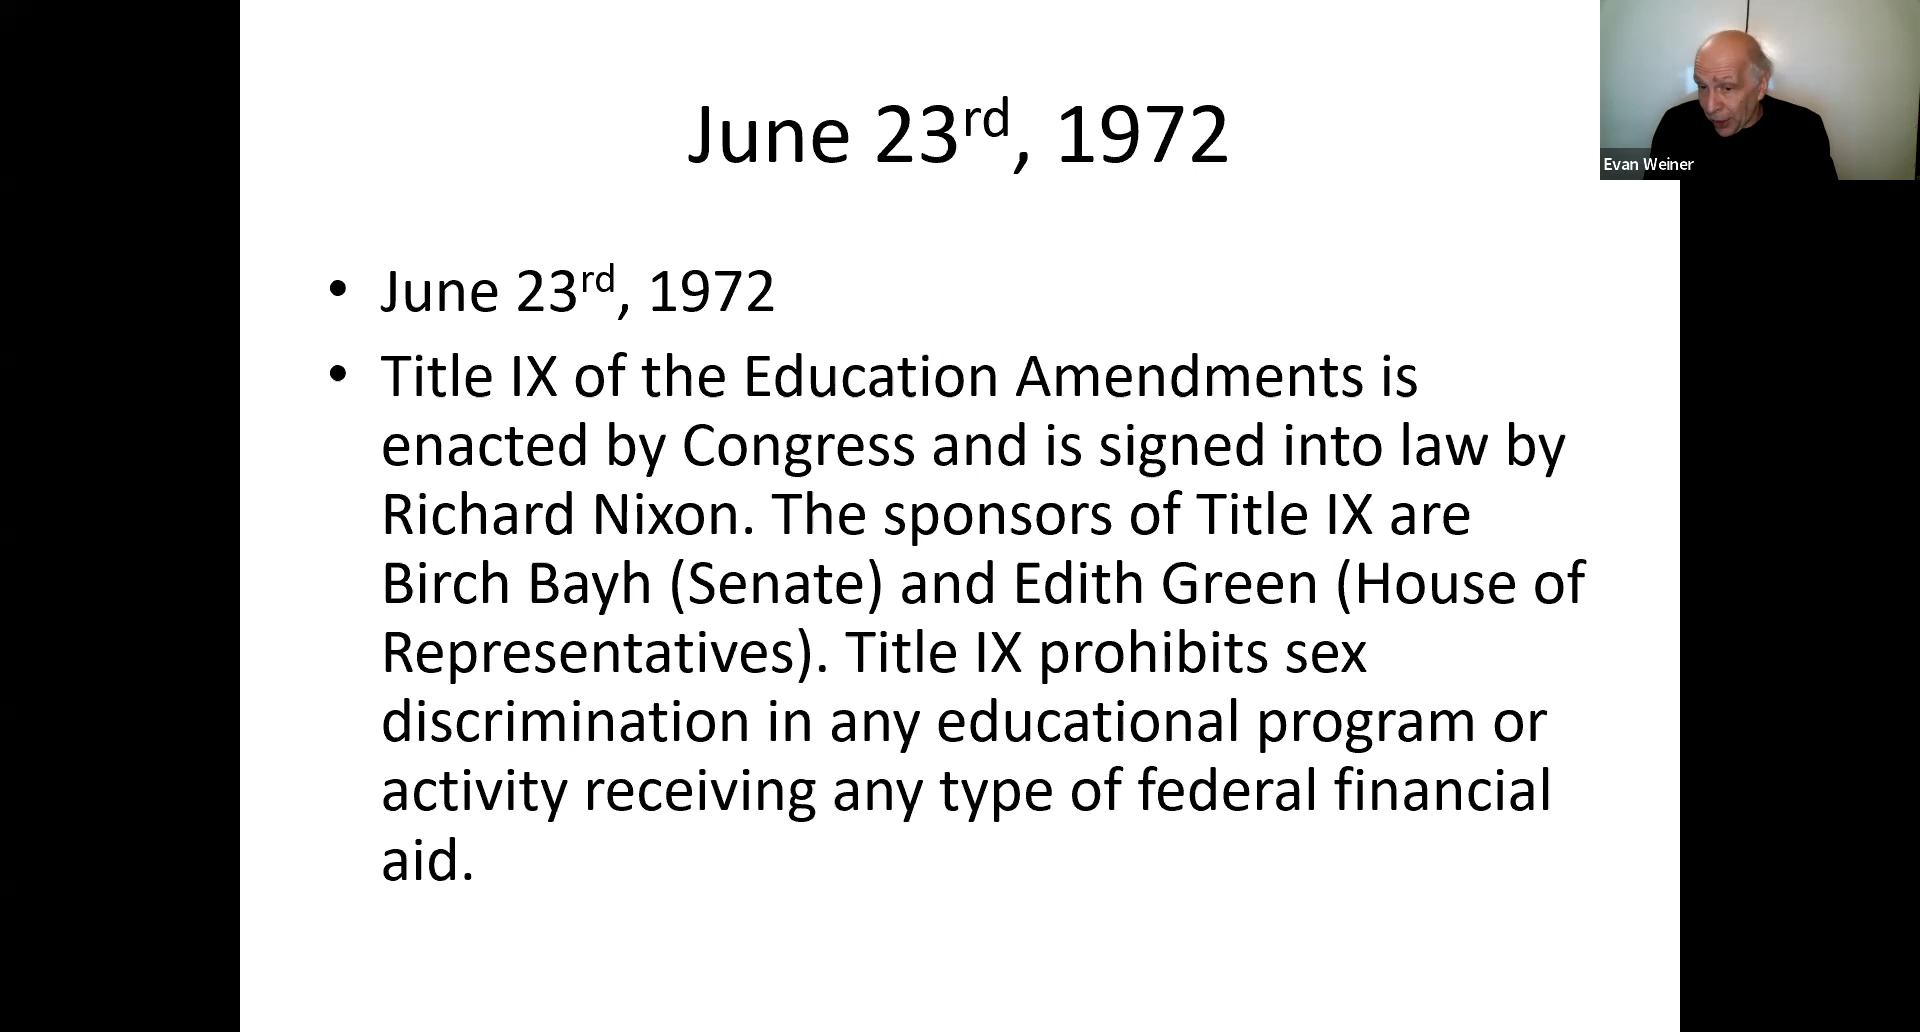 June 23rd, 1972
Evan Weiner
• June 23rd, 1972
• Title IX of the Education Amendments is
enacted by Congress and is signed into law by
Richard Nixon. The sponsors of Title IX are
Birch Bayh (Senate) and Edith Green (House of
Representatives). Title IX prohibits sex
discrimination in any educational program or
activity receiving any type of federal financial
aid.